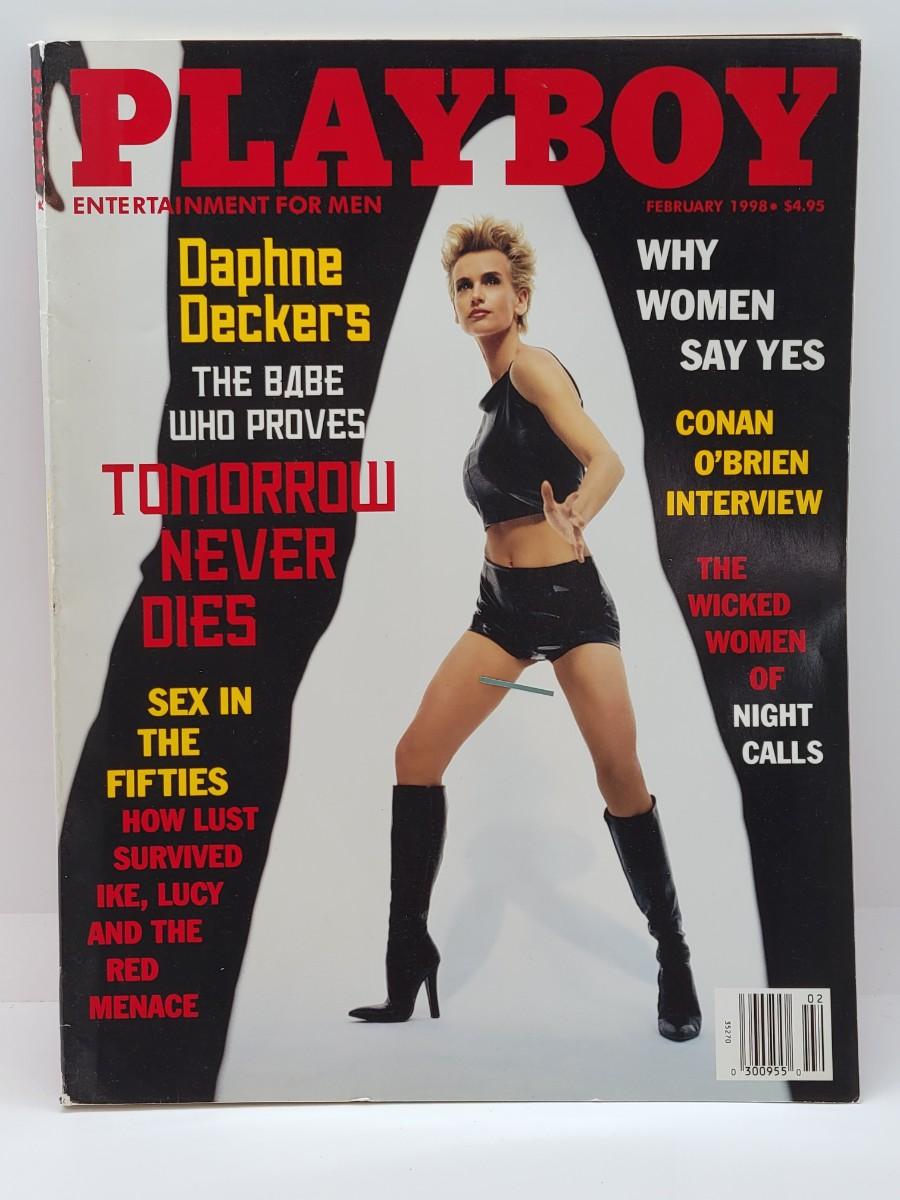 PLAYBOY
ENTERTAINMENT FOR MEN
FEBRUARY 1998• $4.95
Daphne
Deckers
THE BABE
WHO PROVES
TOMORROW
NEVER
DIES
SEX IN
THE
FIFTIES
HOW LUST
SURVIVED
IKE, LUCY
AND THE
RED
MENACE
WHY
WOMEN
SAY YES
CONAN
O'BRIEN
INTERVIEW
THE
WICKED
WOMEN
OF
NIGHT
CALLS
02
35270
0 300955 0